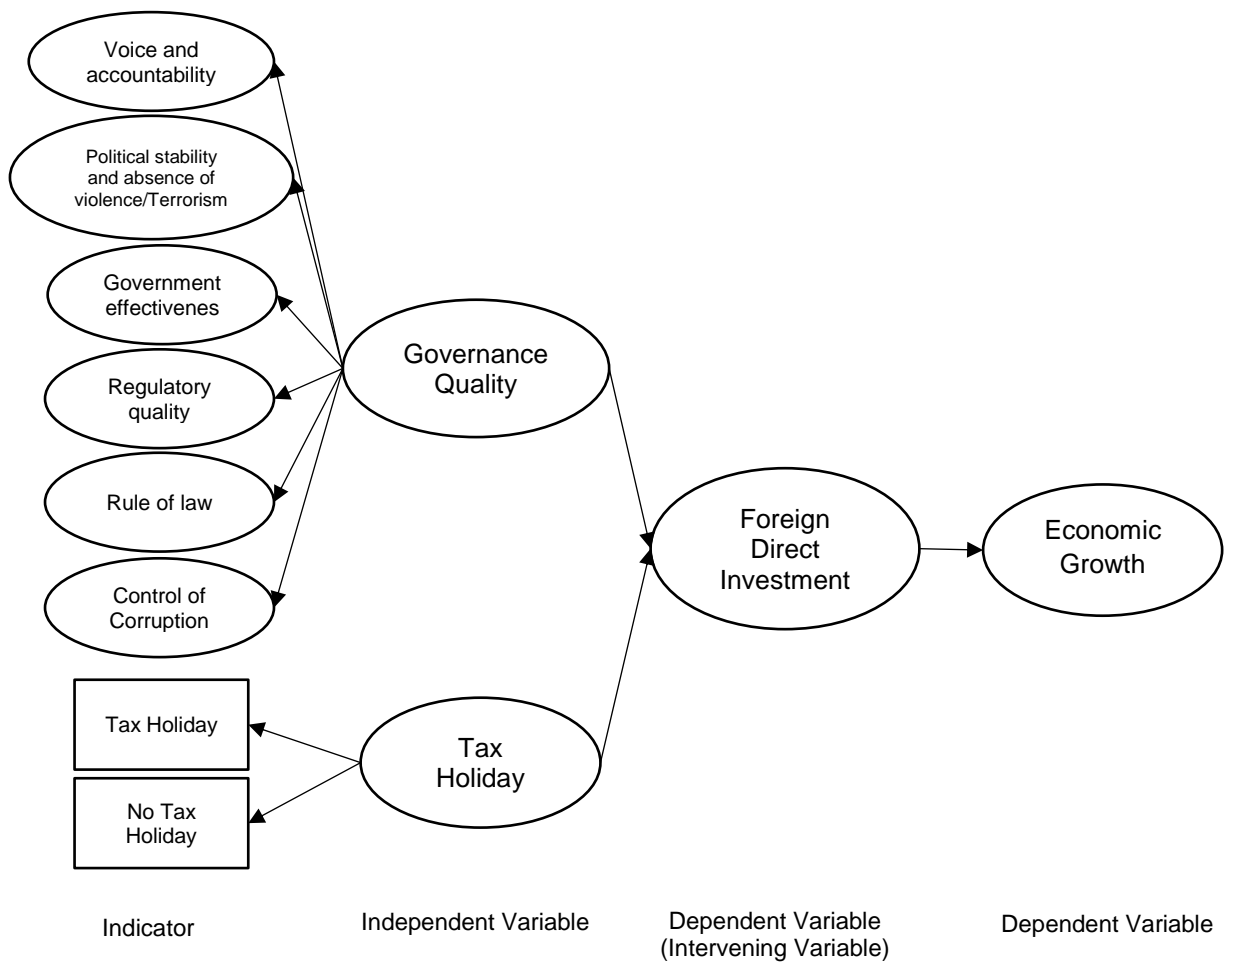 Voice and
accountability
Political stability
and absence of
violence/Terrorism
Government
effectivenes
Regulatory
quality
Rule of law
Control of
Corruption
Tax Holiday
No Tax
Holiday
Governance
Quality
Tax
Holiday
Foreign
Direct
Investment
Economic
Growth
Indicator
Independent Variable
Dependent Variable
(Intervening Variable)
Dependent Variable